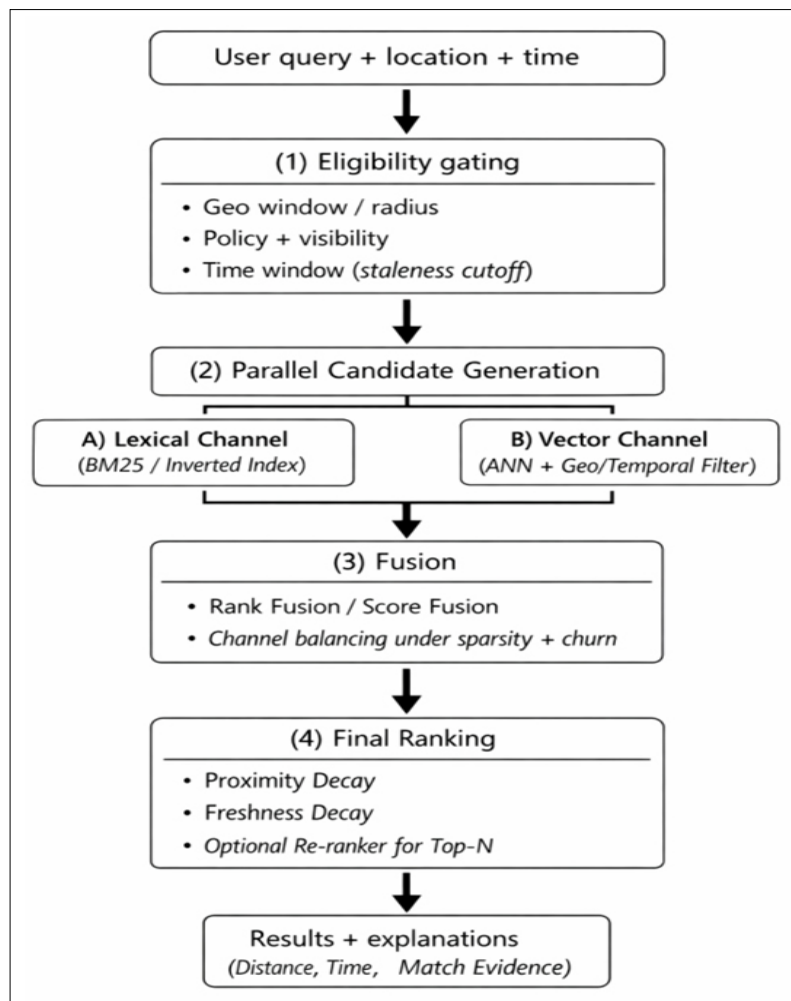 User query + location + time
(1) Eligibility gating
• Geo window / radius
• Policy + visibility
• Time window (staleness cutoff)
(2) Parallel Candidate Generation
A) Lexical Channel
(BM25 / Inverted Index)
B) Vector Channel
(ANN + Geo/Temporal Filter)
(3) Fusion
• Rank Fusion / Score Fusion
• Channel balancing under sparsity + churn
(4) Final Ranking
• Proximity Decay
• Freshness Decay
• Optional Re-ranker for Top-N
Results + explanations
(Distance, Time, Match Evidence)